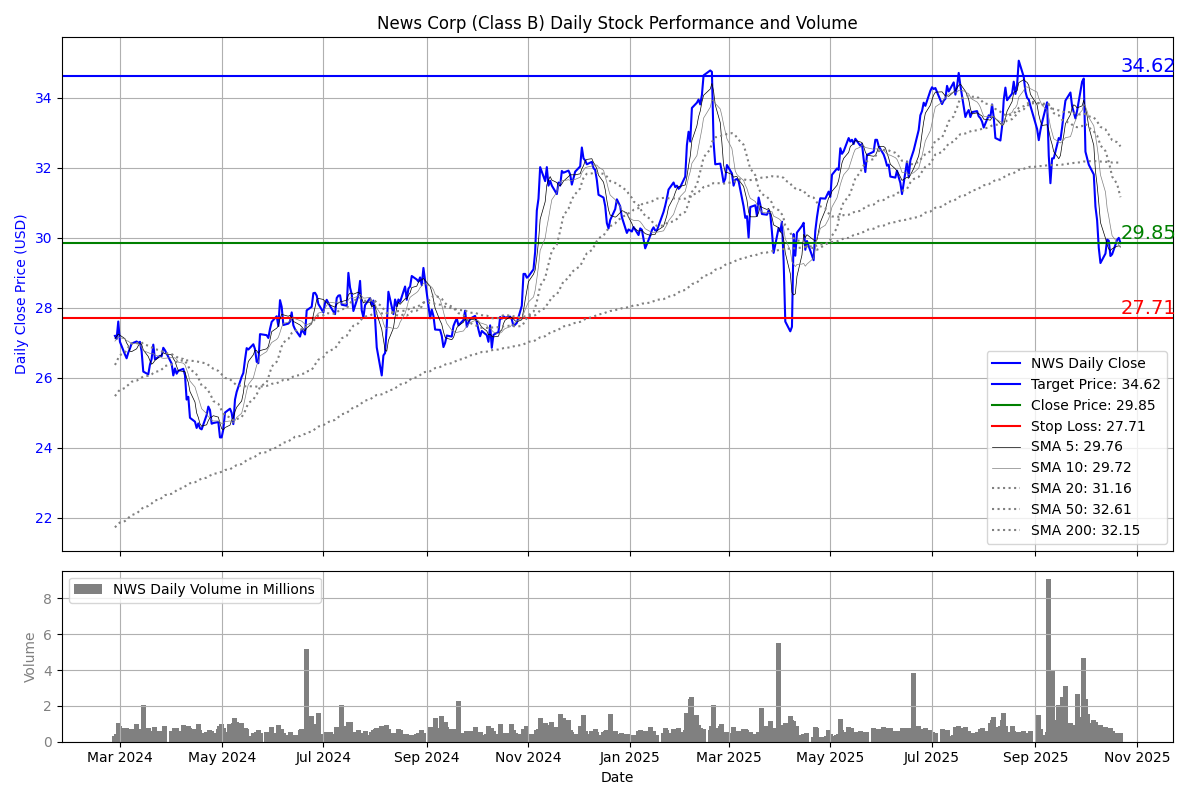 News Corp (Class B) Daily Stock Performance and Volume
Daily Close Price (USD)
34
32
30
28
26
24
22
34.62
29.85
27.71
NWS Daily Close
Target Price: 34.62
Close Price: 29.85
Stop Loss: 27.71
SMA 5: 29.76
SMA 10: 29.72
SMA 20: 31.16
SMA 50: 32.61
SMA 200: 32.15
NWS Daily Volume in Millions
Volume
8
6
4
2
0
Mar 2024 May 2024 Jul 2024 Sep 2024 Nov 2024 Jan 2025 Mar 2025 May 2025 Jul 2025 Sep 2025 Nov 2025
Date